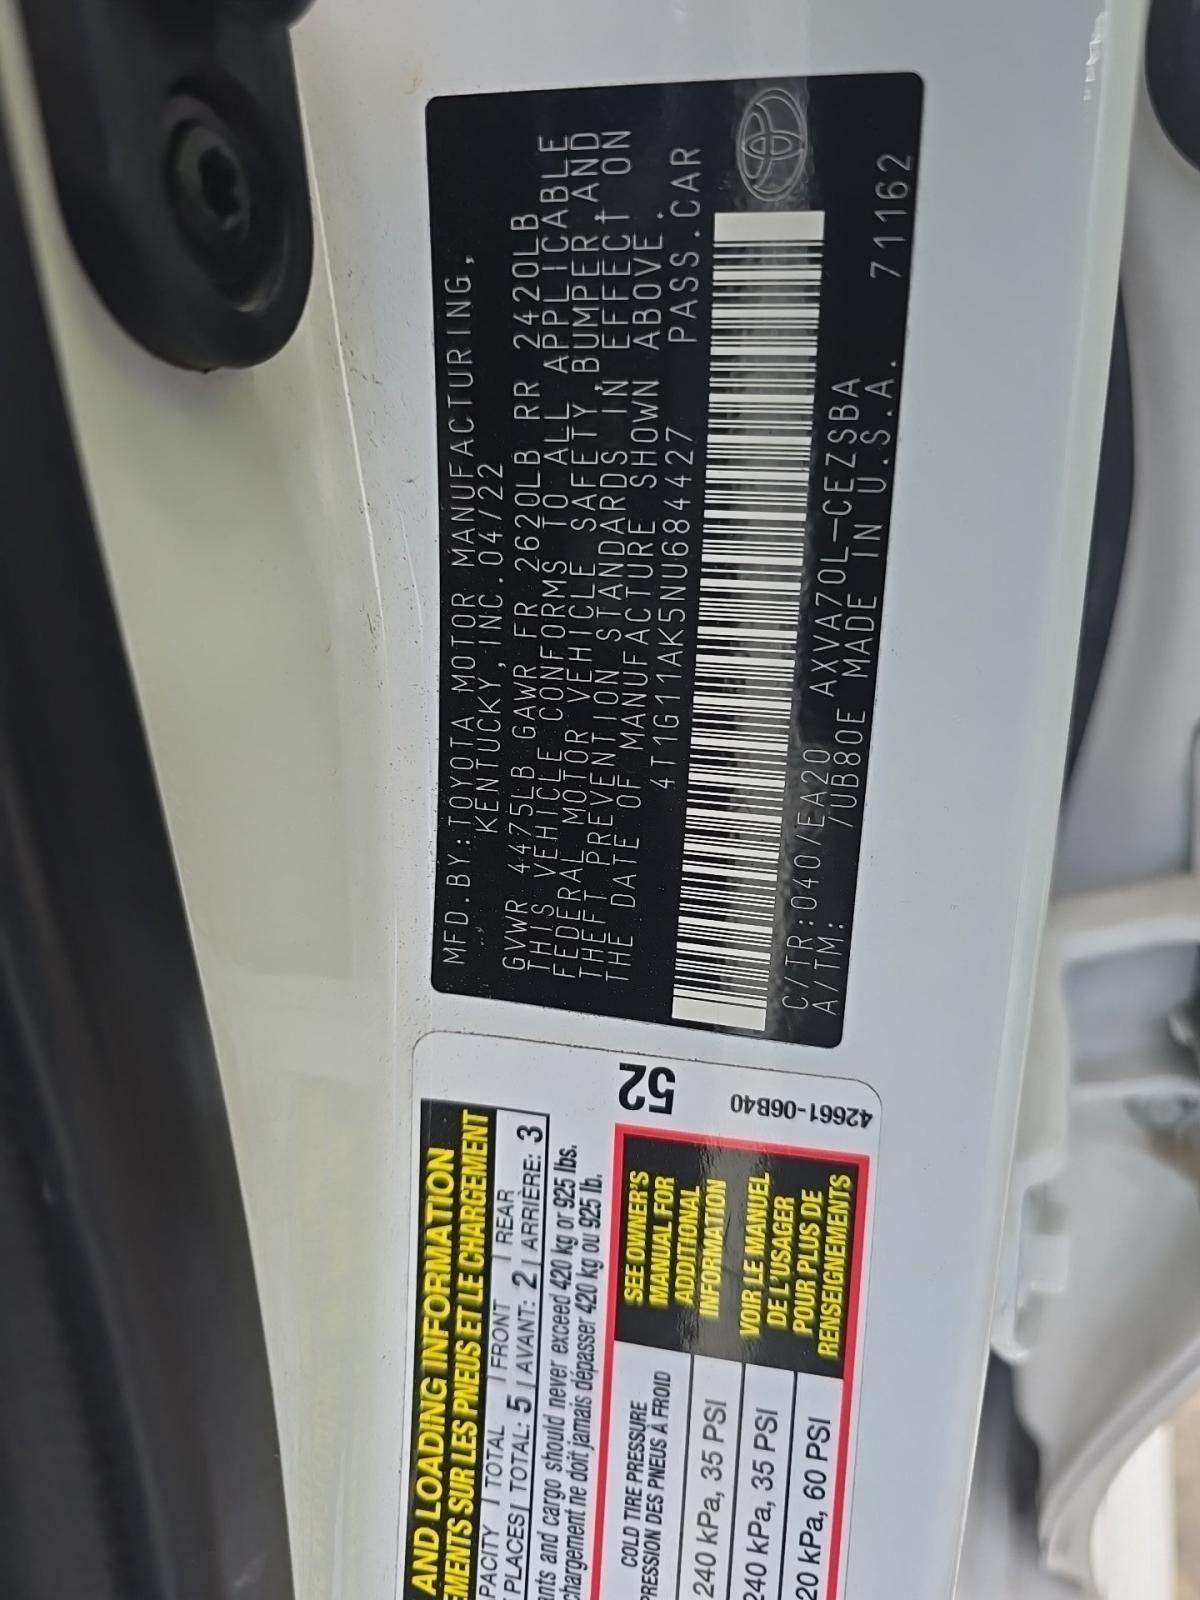 MFD.BY:TOYOTA MOTOR MANUFACTURING,
KENTUCKY, INC. 04/22
GVWR 4475LB GAWR FR 2620LB RR 2420LB
THIS VEHICLE CONFORMS TO ALL APPLICABLE
FEDERAL MOTOR VEHICLE SAFETY, BUMPER, AND
THEFT PREVENTION STANDARDS IN EFFECT ON
THE DATE OF MANUFACTURE SHOWN ABOVE.
4T1G11AK5NU684427 PASS.CAR
C/TR:040/EA20 AXVA70L-CEZSBA
A/TM: /UB80E MADE IN U.S.A. 71162
52
42661-06B40
AND LOADING INFORMATION
EMENTS SUR LES PNEUS ET LE CHARGEMENT
PACITY TOTAL FRONT REAR
PLACES TOTAL: 5 AVANT: 2 ARRIÈRE: 3
nts and cargo should never exceed 420 kg or 925 lbs.
chargement ne doit jamais dépasser 420 kg ou 925 lb.
COLD TIRE PRESSURE
PRESSION DES PNEUS À FROID
240 kPa, 35 PSI
240 kPa, 35 PSI
20 kPa, 60 PSI
SEE OWNER'S
MANUAL FOR
ADDITIONAL
INFORMATION
VOIR LE MANUEL
DE L'USAGER
POUR PLUS DE
RENSEIGNEMENTS